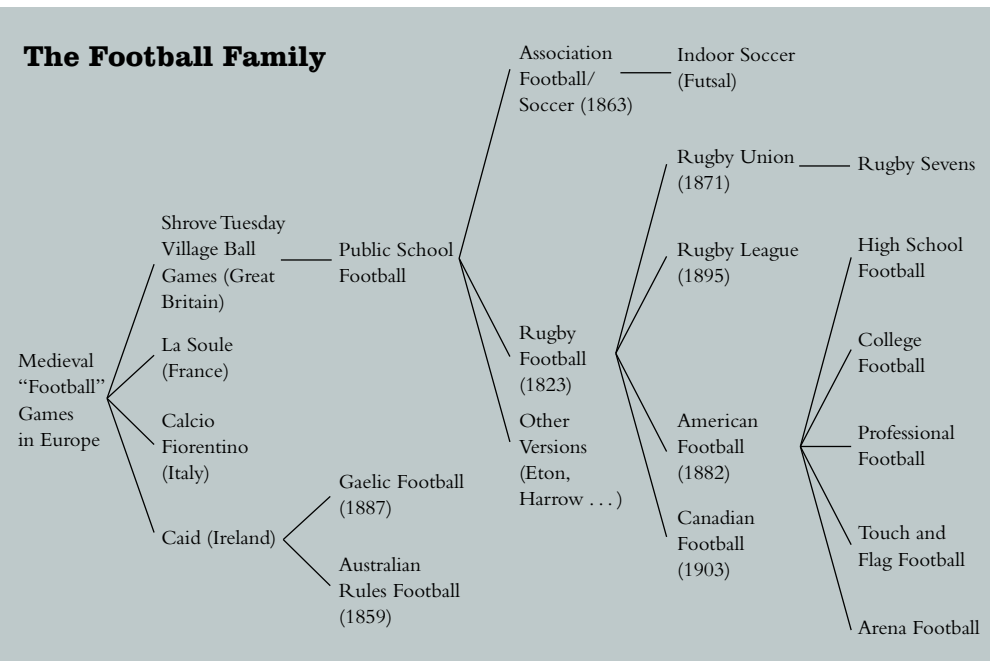 The Football Family
Medieval
“Football”
Games
in Europe
Shrove Tuesday
Village Ball
Games (Great
Britain)
La Soule
(France)
Calcio
Fiorentino
(Italy)
Caid (Ireland)
Public School
Football
Gaelic Football
(1887)
Australian
Rules Football
(1859)
Association
Football/
Soccer (1863)
Rugby
Football
(1823)
Other
Versions
(Eton,
Harrow . . . )
Indoor Soccer
(Futsal)
Rugby Union
(1871)
Rugby League
(1895)
American
Football
(1882)
Canadian
Football
(1903)
Rugby Sevens
High School
Football
College
Football
Professional
Football
Touch and
Flag Football
Arena Football